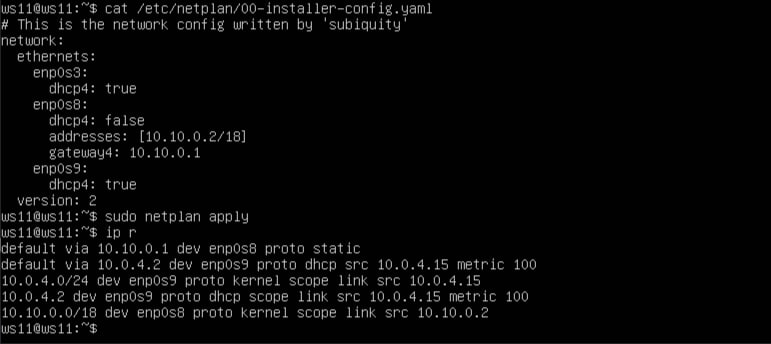 ws11@ws11:~$ cat /etc/netplan/00-installer-config.yaml
# This is the network config written by 'subiquity'
network:
  ethernets:
    enp0s3:
      dhcp4: true
    enp0s8:
      dhcp4: false
      addresses: [10.10.0.2/18]
      gateway4: 10.10.0.1
    enp0s9:
      dhcp4: true
  version: 2
ws11@ws11:~$ sudo netplan apply
ws11@ws11:~$ ip r
default via 10.10.0.1 dev enp0s8 proto static
default via 10.0.4.2 dev enp0s9 proto dhcp src 10.0.4.15 metric 100
10.0.4.0/24 dev enp0s9 proto kernel scope link src 10.0.4.15
10.0.4.2 dev enp0s9 proto dhcp scope link src 10.0.4.15 metric 100
10.10.0.0/18 dev enp0s8 proto kernel scope link src 10.10.0.2
ws11@ws11:~$